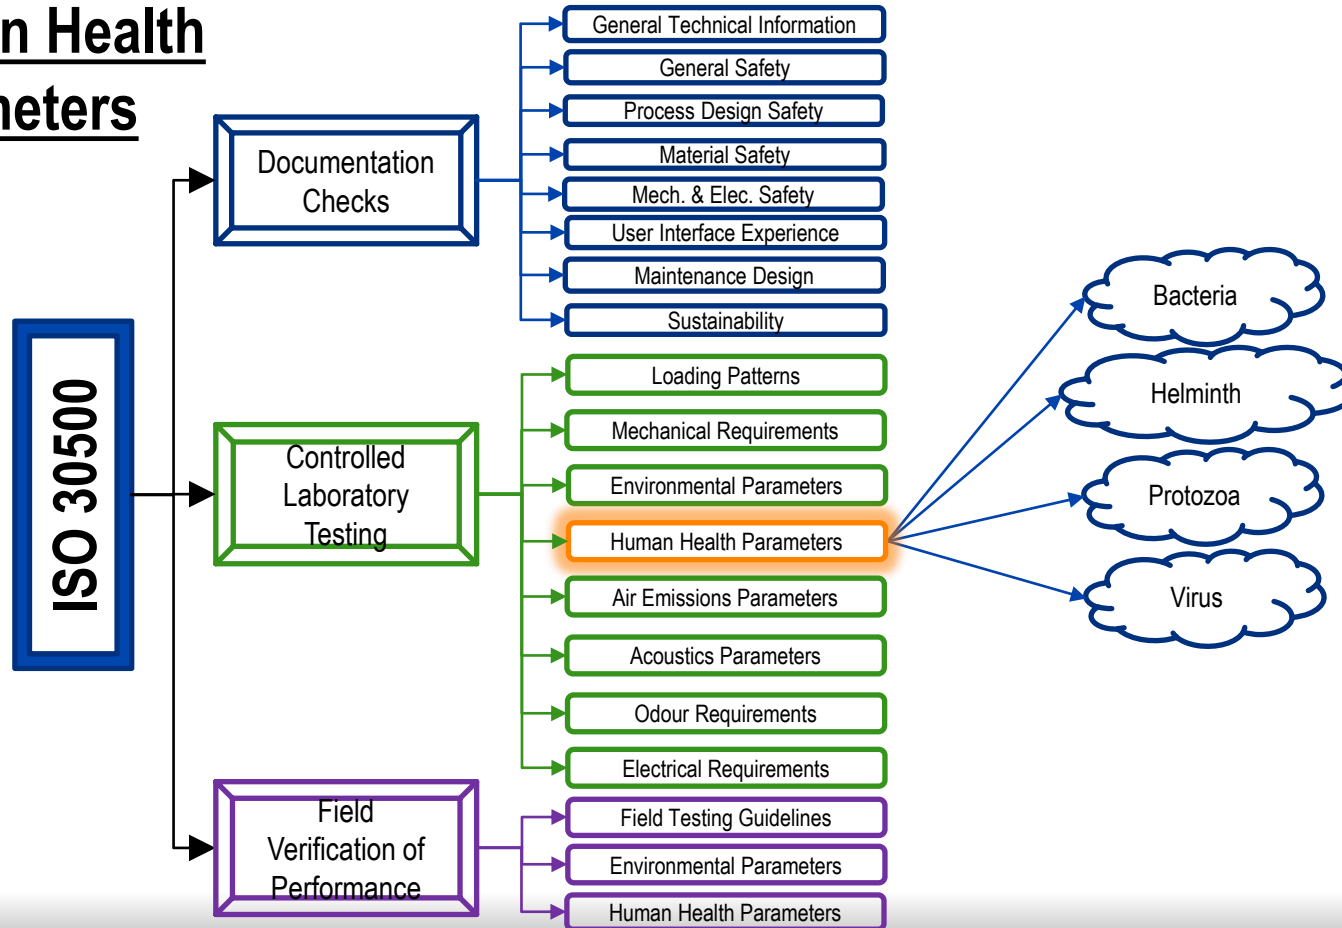 n Health
meters
ISO 30500
Documentation
Checks
General Technical Information
General Safety
Process Design Safety
Material Safety
Mech. & Elec. Safety
User Interface Experience
Maintenance Design
Sustainability
Controlled
Laboratory
Testing
Loading Patterns
Mechanical Requirements
Environmental Parameters
Human Health Parameters
Air Emissions Parameters
Acoustics Parameters
Odour Requirements
Electrical Requirements
Bacteria
Helminth
Protozoa
Virus
Field
Verification of
Performance
Field Testing Guidelines
Environmental Parameters
Human Health Parameters